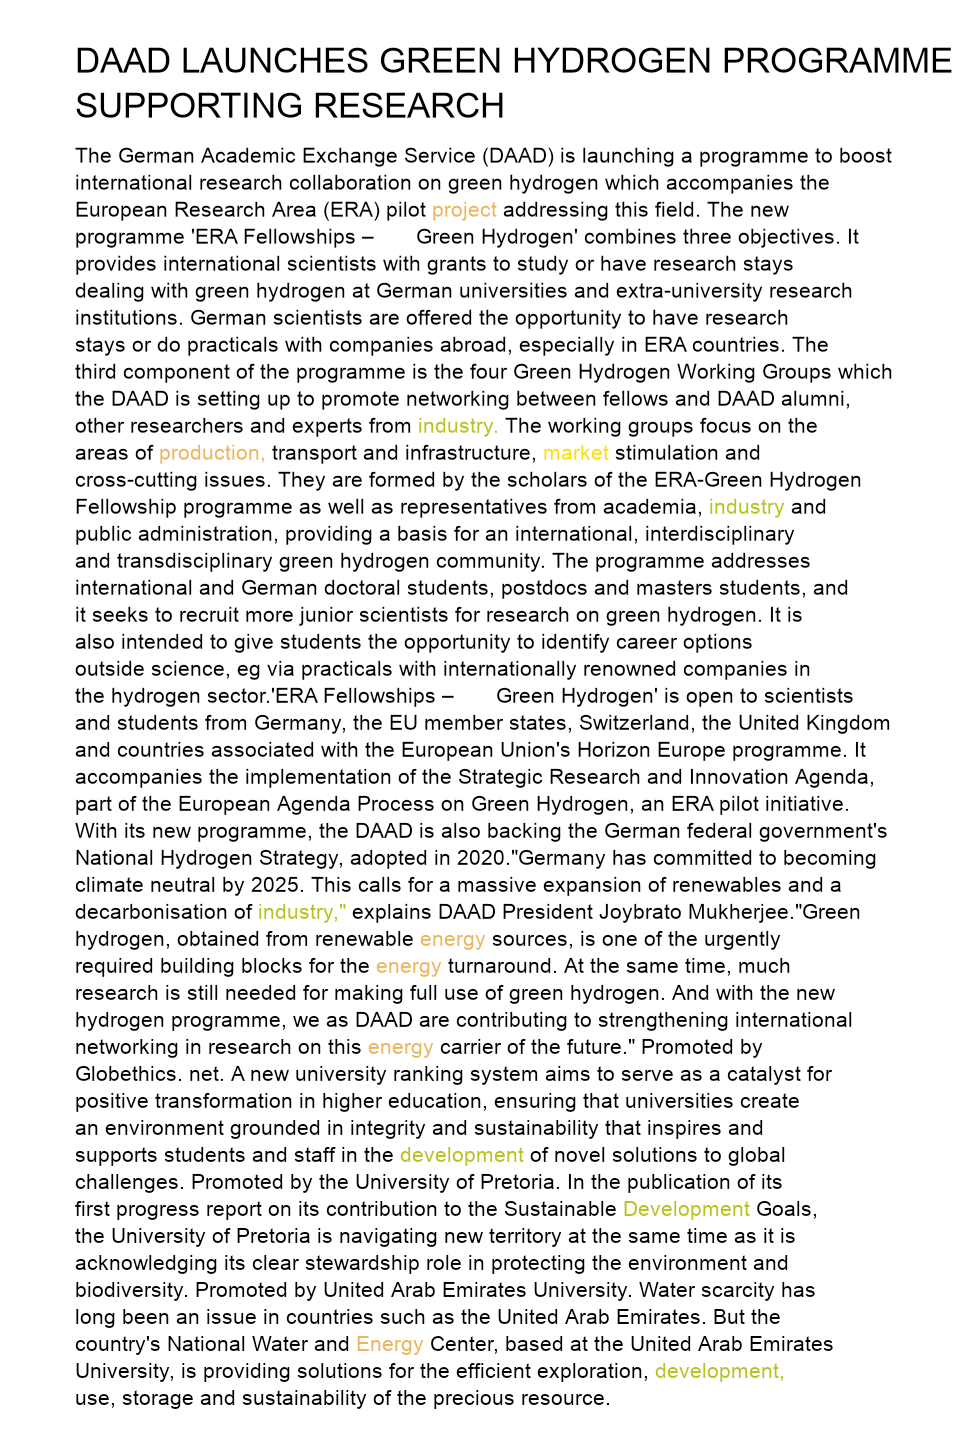 DAAD LAUNCHES GREEN HYDROGEN PROGRAMME
SUPPORTING RESEARCH
The German Academic Exchange Service (DAAD) is launching a programme to boost
international research collaboration on green hydrogen which accompanies the
European Research Area (ERA) pilot project addressing this field. The new
programme 'ERA Fellowships – Green Hydrogen' combines three objectives. It
provides international scientists with grants to study or have research stays
dealing with green hydrogen at German universities and extra-university research
institutions. German scientists are offered the opportunity to have research
stays or do practicals with companies abroad, especially in ERA countries. The
third component of the programme is the four Green Hydrogen Working Groups which
the DAAD is setting up to promote networking between fellows and DAAD alumni,
other researchers and experts from industry. The working groups focus on the
areas of production, transport and infrastructure, market stimulation and
cross-cutting issues. They are formed by the scholars of the ERA-Green Hydrogen
Fellowship programme as well as representatives from academia, industry and
public administration, providing a basis for an international, interdisciplinary
and transdisciplinary green hydrogen community. The programme addresses
international and German doctoral students, postdocs and masters students, and
it seeks to recruit more junior scientists for research on green hydrogen. It is
also intended to give students the opportunity to identify career options
outside science, eg via practicals with internationally renowned companies in
the hydrogen sector.'ERA Fellowships – Green Hydrogen' is open to scientists
and students from Germany, the EU member states, Switzerland, the United Kingdom
and countries associated with the European Union's Horizon Europe programme. It
accompanies the implementation of the Strategic Research and Innovation Agenda,
part of the European Agenda Process on Green Hydrogen, an ERA pilot initiative.
With its new programme, the DAAD is also backing the German federal government's
National Hydrogen Strategy, adopted in 2020."Germany has committed to becoming
climate neutral by 2025. This calls for a massive expansion of renewables and a
decarbonisation of industry," explains DAAD President Joybrato Mukherjee."Green
hydrogen, obtained from renewable energy sources, is one of the urgently
required building blocks for the energy turnaround. At the same time, much
research is still needed for making full use of green hydrogen. And with the new
hydrogen programme, we as DAAD are contributing to strengthening international
networking in research on this energy carrier of the future." Promoted by
Globethics. net. A new university ranking system aims to serve as a catalyst for
positive transformation in higher education, ensuring that universities create
an environment grounded in integrity and sustainability that inspires and
supports students and staff in the development of novel solutions to global
challenges. Promoted by the University of Pretoria. In the publication of its
first progress report on its contribution to the Sustainable Development Goals,
the University of Pretoria is navigating new territory at the same time as it is
acknowledging its clear stewardship role in protecting the environment and
biodiversity. Promoted by United Arab Emirates University. Water scarcity has
long been an issue in countries such as the United Arab Emirates. But the
country's National Water and Energy Center, based at the United Arab Emirates
University, is providing solutions for the efficient exploration, development,
use, storage and sustainability of the precious resource.